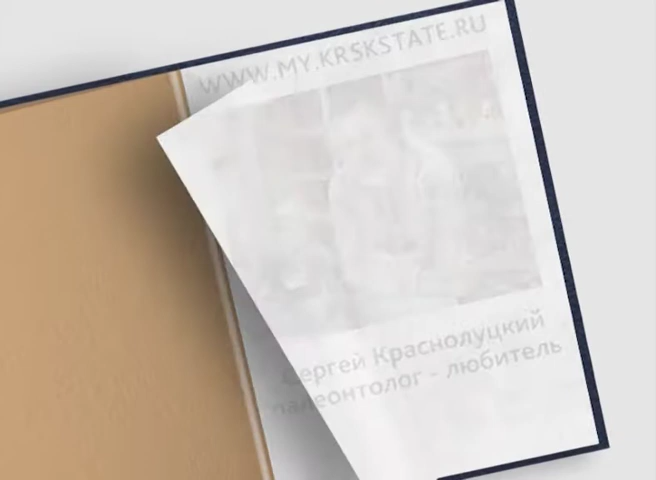 WWW.MY.KRSKSTATE.RU
Сергей Краснолуцкий
палеонтолог - любитель